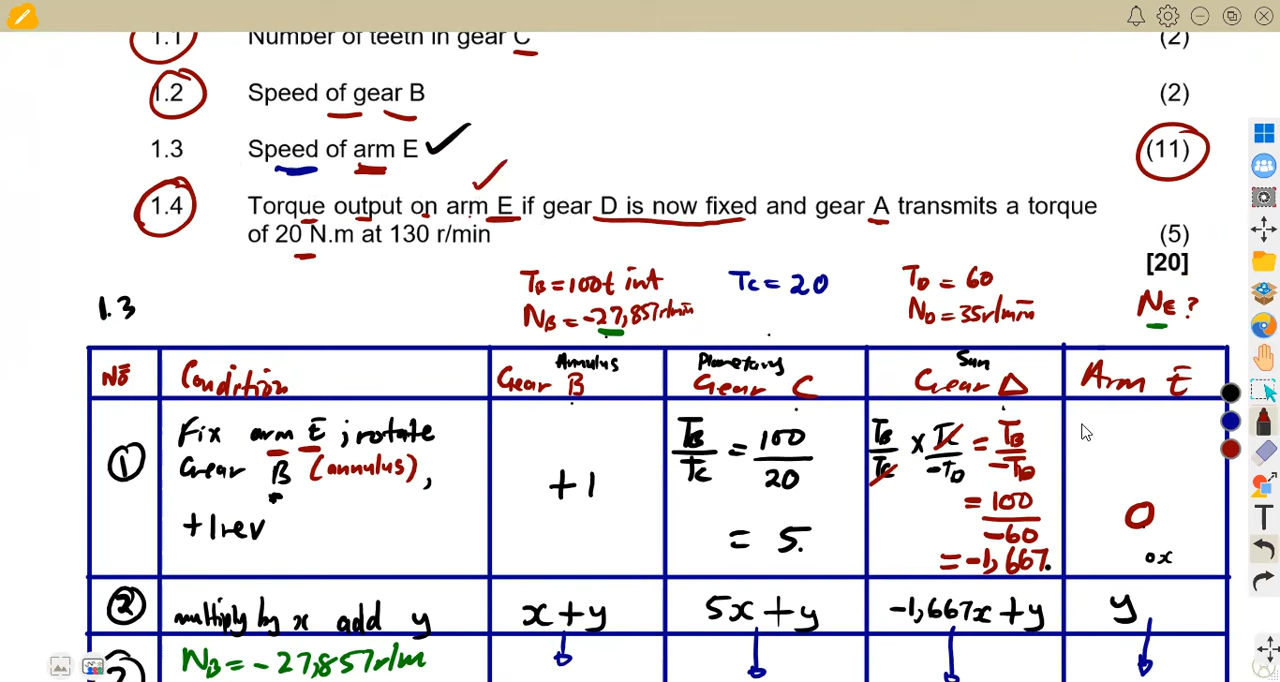 1.1 Number of teeth in gear C (2)
1.2 Speed of gear B (2)
1.3 Speed of arm E (11)
1.4 Torque output on arm E if gear D is now fixed and gear A transmits a torque
of 20 N.m at 130 r/min (5)
[20]
TB = 100t int TC = 20 TD = 60
NB = -27,857r/min ND = 35r/min NE ?
1.3
Annulus Planetary Sun
NO Condition Gear B Gear C Gear D Arm E
① Fix arm E ; rotate
Gear B (annulus),
+1rev
+1
TB/TC = 100/20
= 5.
TB/TC × TC/-TD = TB/-TD
= 100/-60
= -1,667.
0
0x
② multiply by x add y x + y 5x + y -1,667x + y y
NB = -27,857r/m